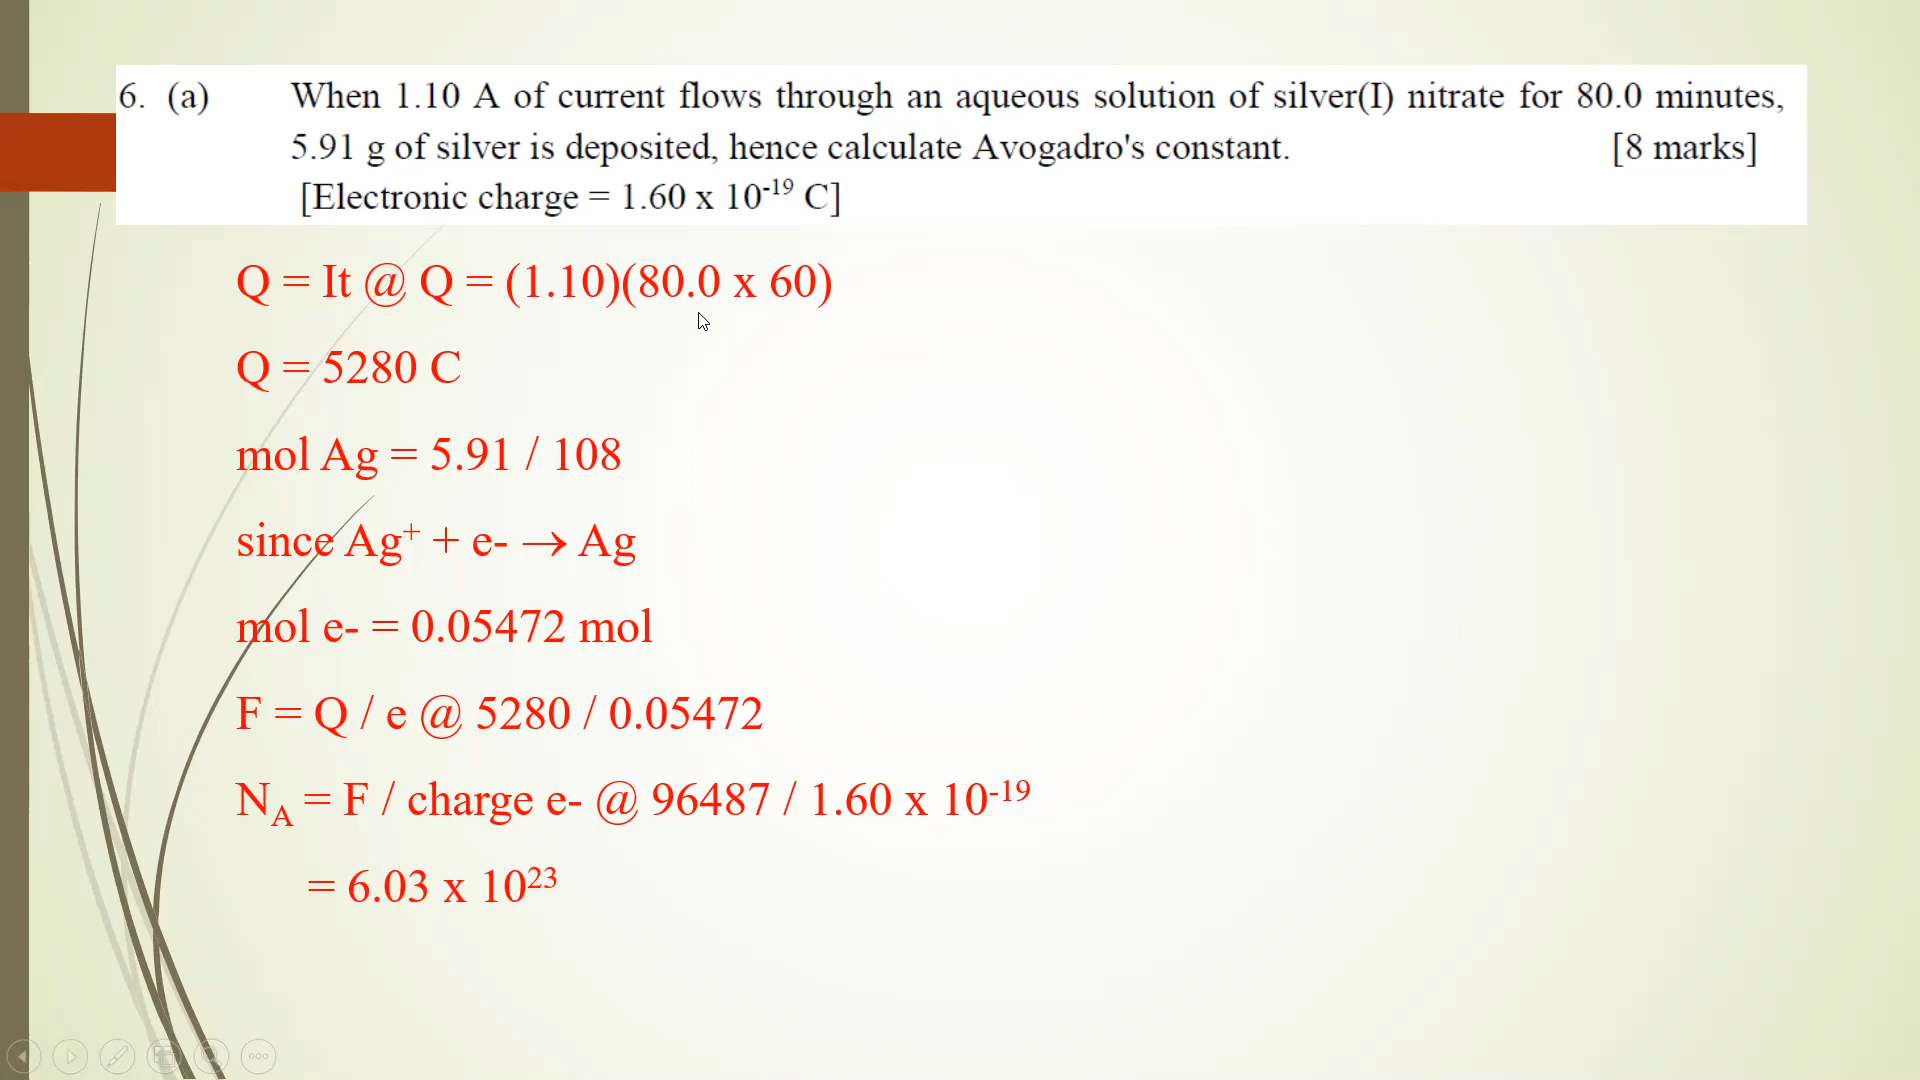 6. (a) When 1.10 A of current flows through an aqueous solution of silver(I) nitrate for 80.0 minutes,
5.91 g of silver is deposited, hence calculate Avogadro's constant. [8 marks]
[Electronic charge = 1.60 x 10⁻¹⁹ C]
Q = It @ Q = (1.10)(80.0 x 60)
Q = 5280 C
mol Ag = 5.91 / 108
since Ag⁺ + e- → Ag
mol e- = 0.05472 mol
F = Q / e @ 5280 / 0.05472
N_A = F / charge e- @ 96487 / 1.60 x 10⁻¹⁹
= 6.03 x 10²³